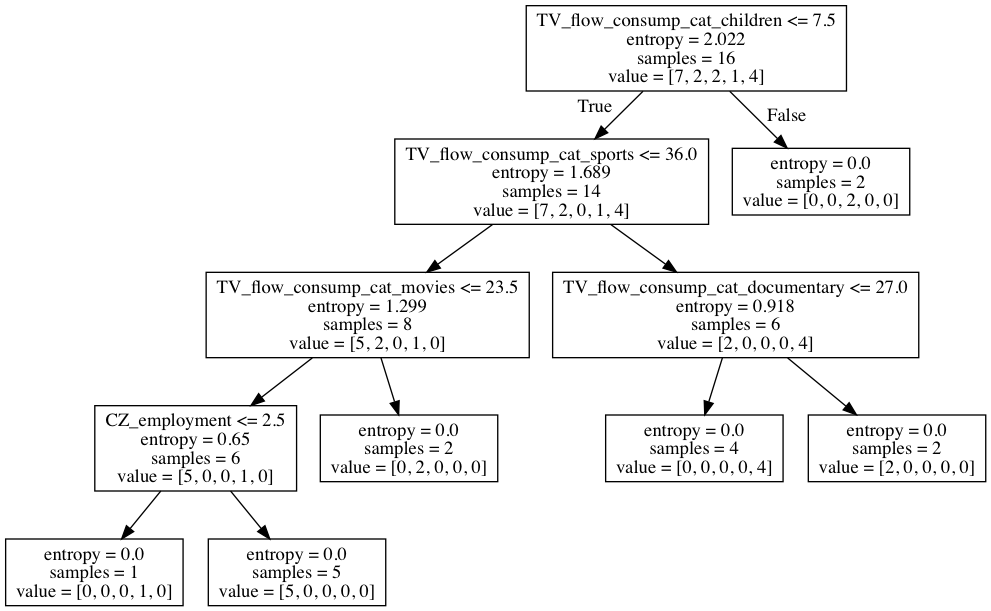 TV_flow_consump_cat_children <= 7.5
entropy = 2.022
samples = 16
value = [7, 2, 2, 1, 4]
True
False
TV_flow_consump_cat_sports <= 36.0
entropy = 1.689
samples = 14
value = [7, 2, 0, 1, 4]
entropy = 0.0
samples = 2
value = [0, 0, 2, 0, 0]
TV_flow_consump_cat_movies <= 23.5
entropy = 1.299
samples = 8
value = [5, 2, 0, 1, 0]
TV_flow_consump_cat_documentary <= 27.0
entropy = 0.918
samples = 6
value = [2, 0, 0, 0, 4]
CZ_employment <= 2.5
entropy = 0.65
samples = 6
value = [5, 0, 0, 1, 0]
entropy = 0.0
samples = 2
value = [0, 2, 0, 0, 0]
entropy = 0.0
samples = 4
value = [0, 0, 0, 0, 4]
entropy = 0.0
samples = 2
value = [2, 0, 0, 0, 0]
entropy = 0.0
samples = 1
value = [0, 0, 0, 1, 0]
entropy = 0.0
samples = 5
value = [5, 0, 0, 0, 0]